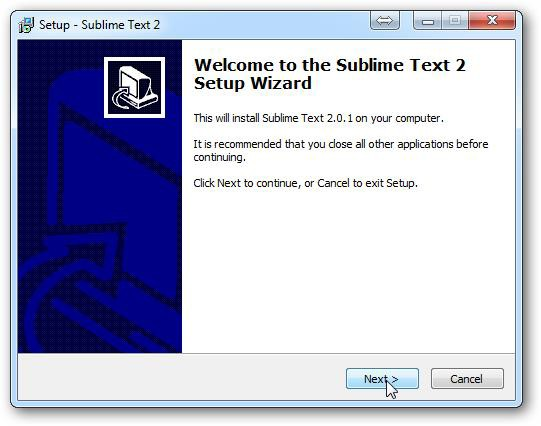 Setup - Sublime Text 2
Welcome to the Sublime Text 2
Setup Wizard
This will install Sublime Text 2.0.1 on your computer.
It is recommended that you close all other applications before
continuing.
Click Next to continue, or Cancel to exit Setup.
Next >
Cancel